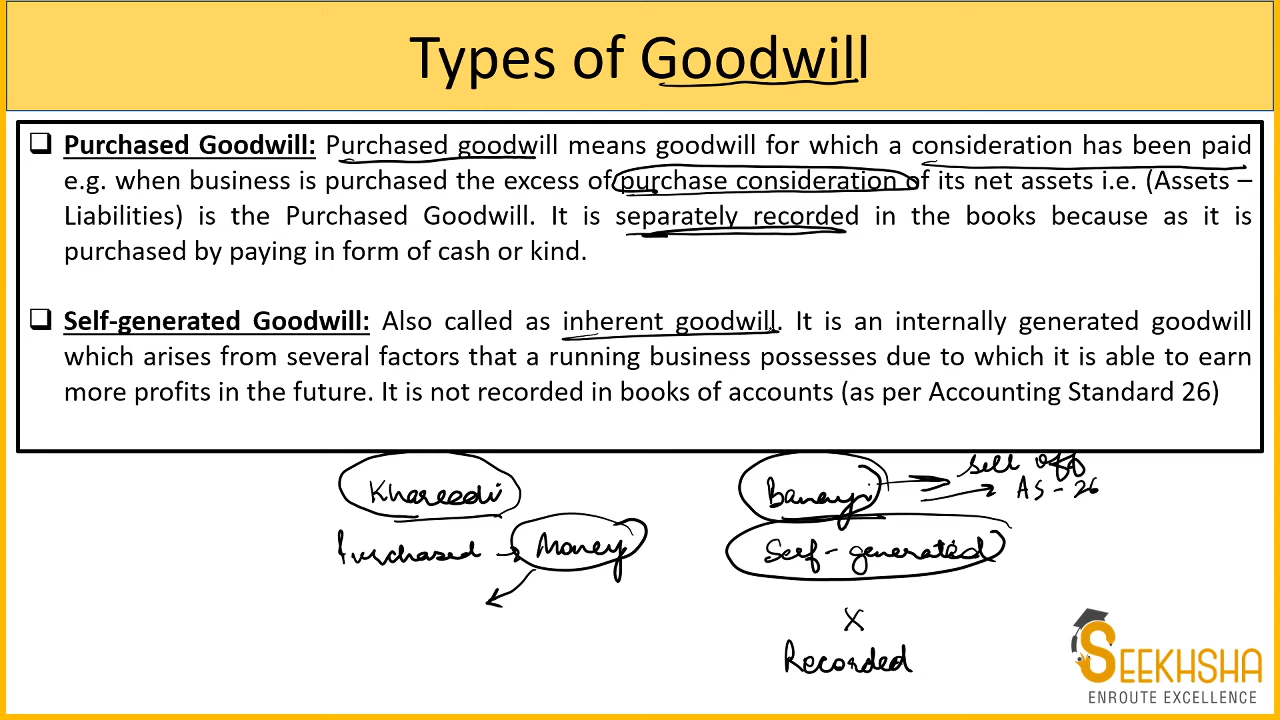 Types of Goodwill
❑ Purchased Goodwill: Purchased goodwill means goodwill for which a consideration has been paid
e.g. when business is purchased the excess of purchase consideration of its net assets i.e. (Assets –
Liabilities) is the Purchased Goodwill. It is separately recorded in the books because as it is
purchased by paying in form of cash or kind.
❑ Self-generated Goodwill: Also called as inherent goodwill. It is an internally generated goodwill
which arises from several factors that a running business possesses due to which it is able to earn
more profits in the future. It is not recorded in books of accounts (as per Accounting Standard 26)
Khareedi
Purchased → Money
Banayi → Sell off
→ AS - 26
Self - generated
X
Recorded
SEEKHSHA
ENROUTE EXCELLENCE